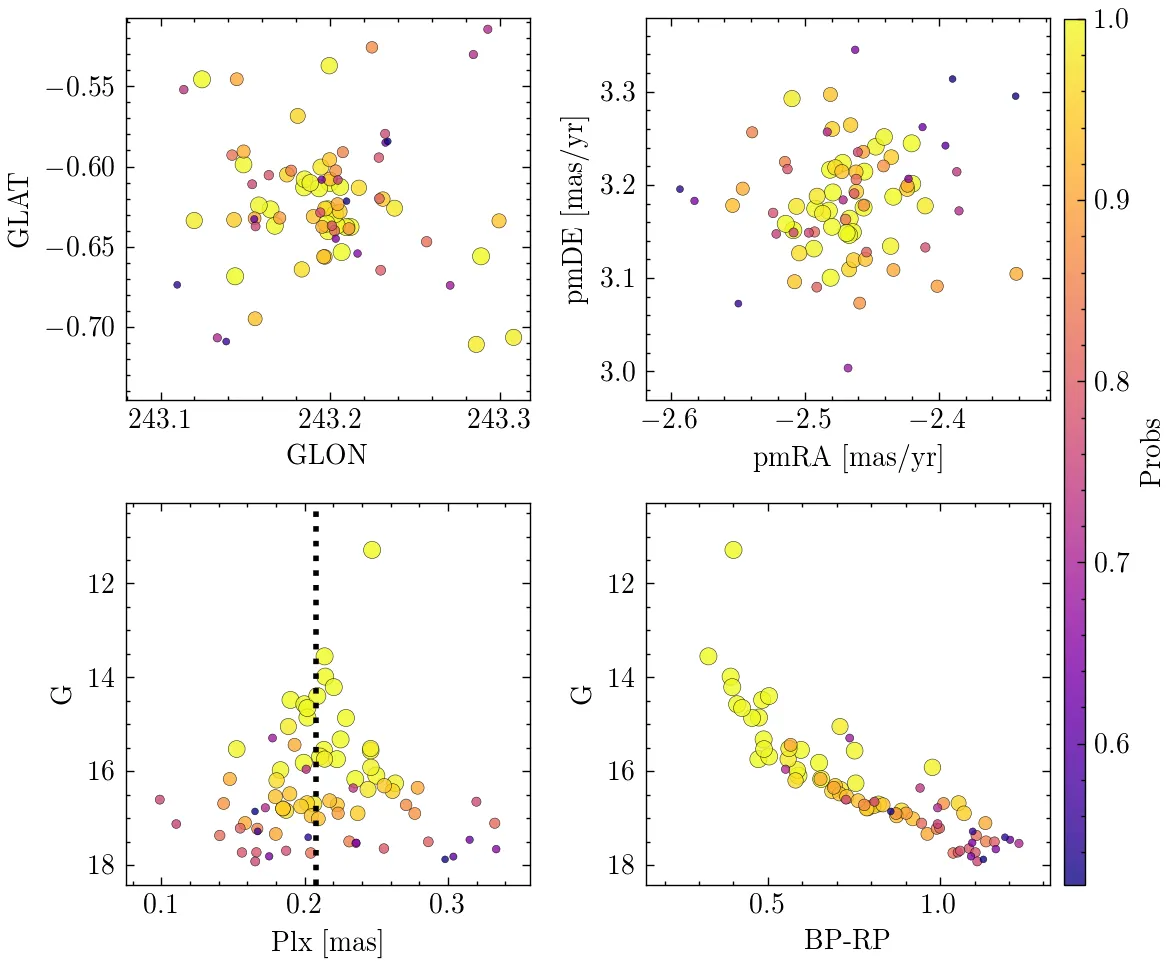 −0.55
−0.60
−0.65
−0.70
GLAT
243.1 243.2 243.3
GLON
3.3
3.2
3.1
3.0
pmDE [mas/yr]
−2.6 −2.5 −2.4
pmRA [mas/yr]
12
14
16
18
G
0.1 0.2 0.3
Plx [mas]
12
14
16
18
G
0.5 1.0
BP-RP
1.0
0.9
0.8
0.7
0.6
Probs